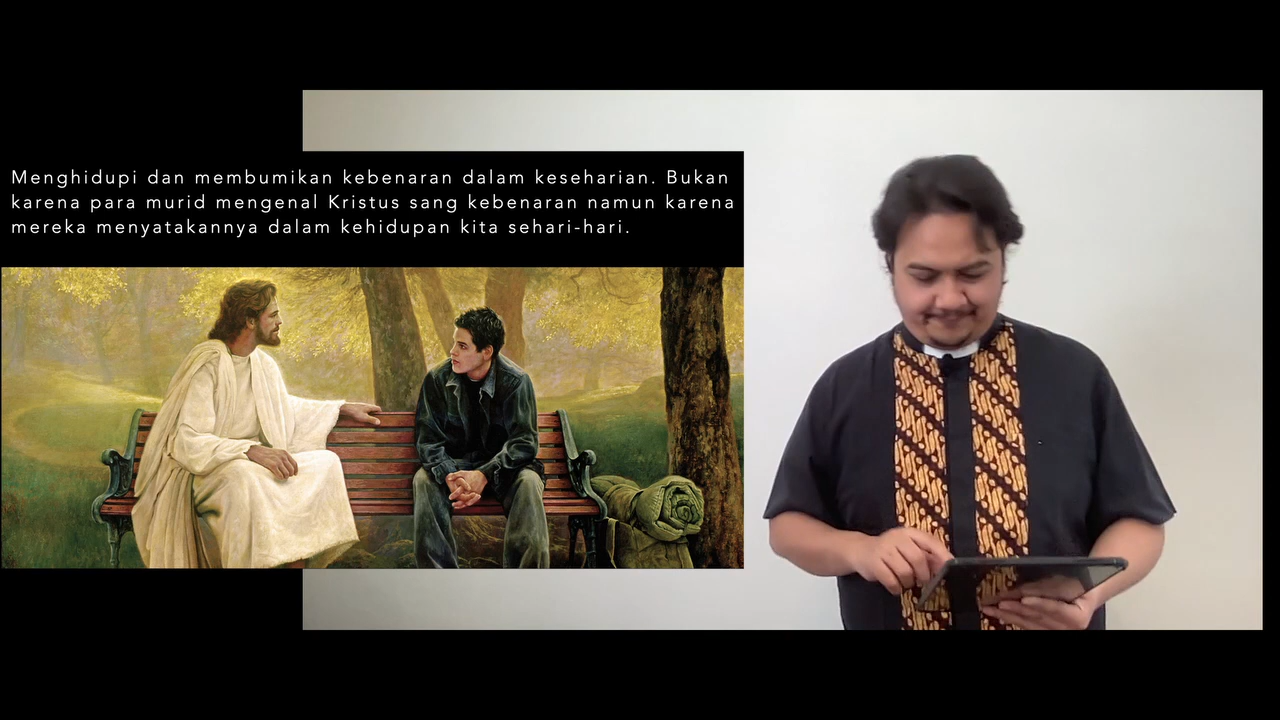 Menghidupi dan membumikan kebenaran dalam keseharian. Bukan
karena para murid mengenal Kristus sang kebenaran namun karena
mereka menyatakannya dalam kehidupan kita sehari-hari.